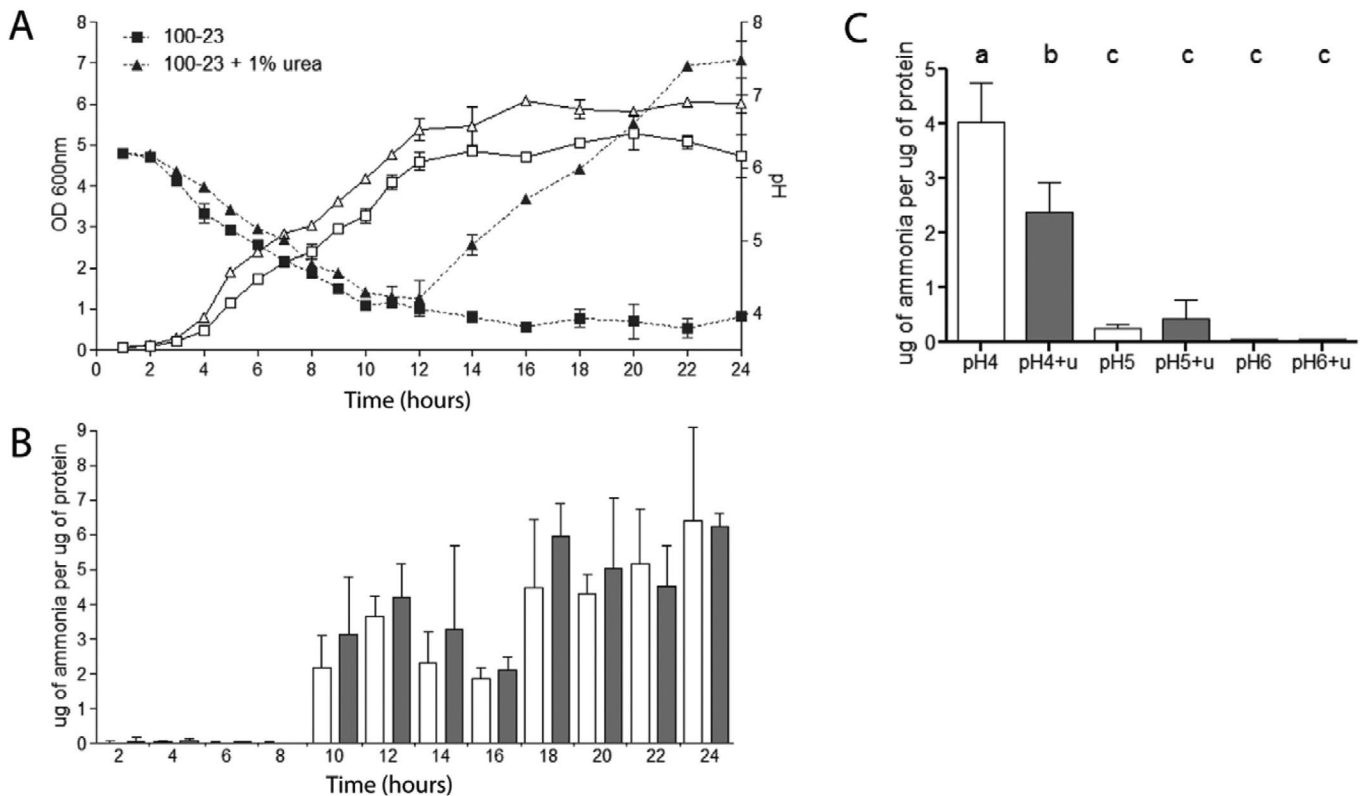 A
100-23
100-23 + 1% urea
OD 600nm
8
7
6
5
4
3
2
1
0
8
7
6
5
4
pH
0 2 4 6 8 10 12 14 16 18 20 22 24
Time (hours)
B
ug of ammonia per ug of protein
9
8
7
6
5
4
3
2
1
0
2 4 6 8 10 12 14 16 18 20 22 24
Time (hours)
C
a b c c c c
ug of ammonia per ug of protein
5
4
3
2
1
0
pH4 pH4+u pH5 pH5+u pH6 pH6+u